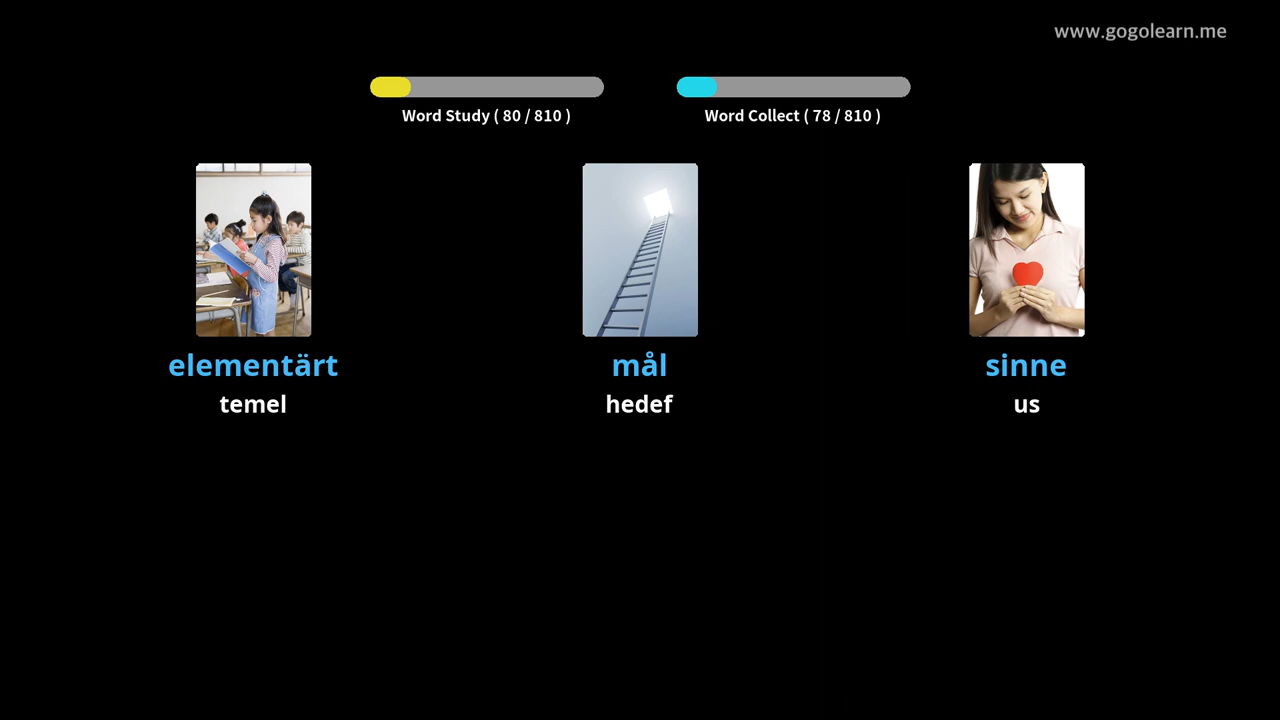 www.gogolearn.me
Word Study ( 80 / 810 )
Word Collect ( 78 / 810 )
elementärt
temel
mål
hedef
sinne
us